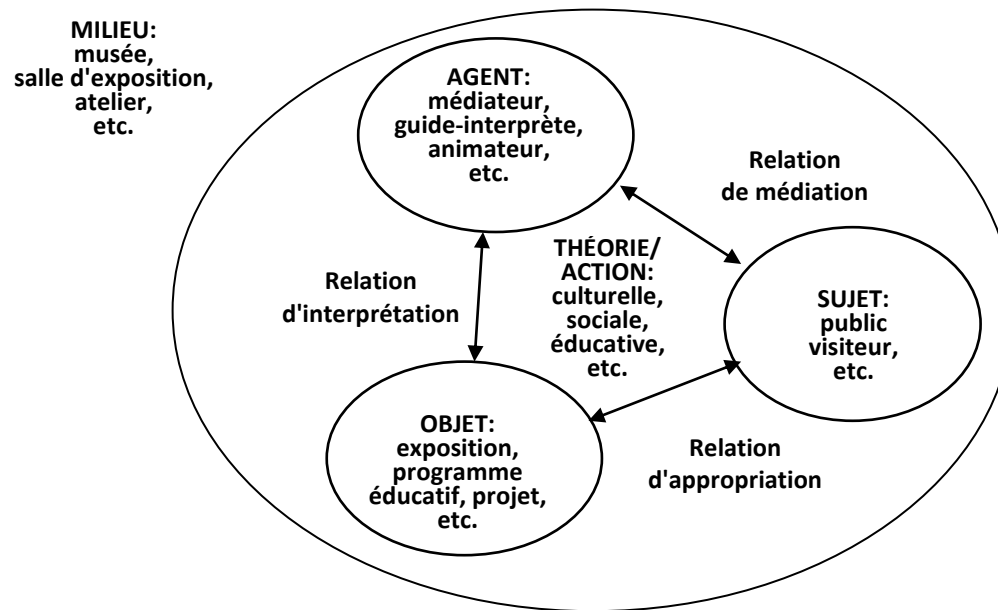 MILIEU:
musée,
salle d'exposition,
atelier,
etc.
AGENT:
médiateur,
guide-interprète,
animateur,
etc.
Relation
de médiation
THÉORIE/
ACTION:
culturelle,
sociale,
éducative,
etc.
Relation
d'interprétation
SUJET:
public
visiteur,
etc.
OBJET:
exposition,
programme
éducatif, projet,
etc.
Relation
d'appropriation